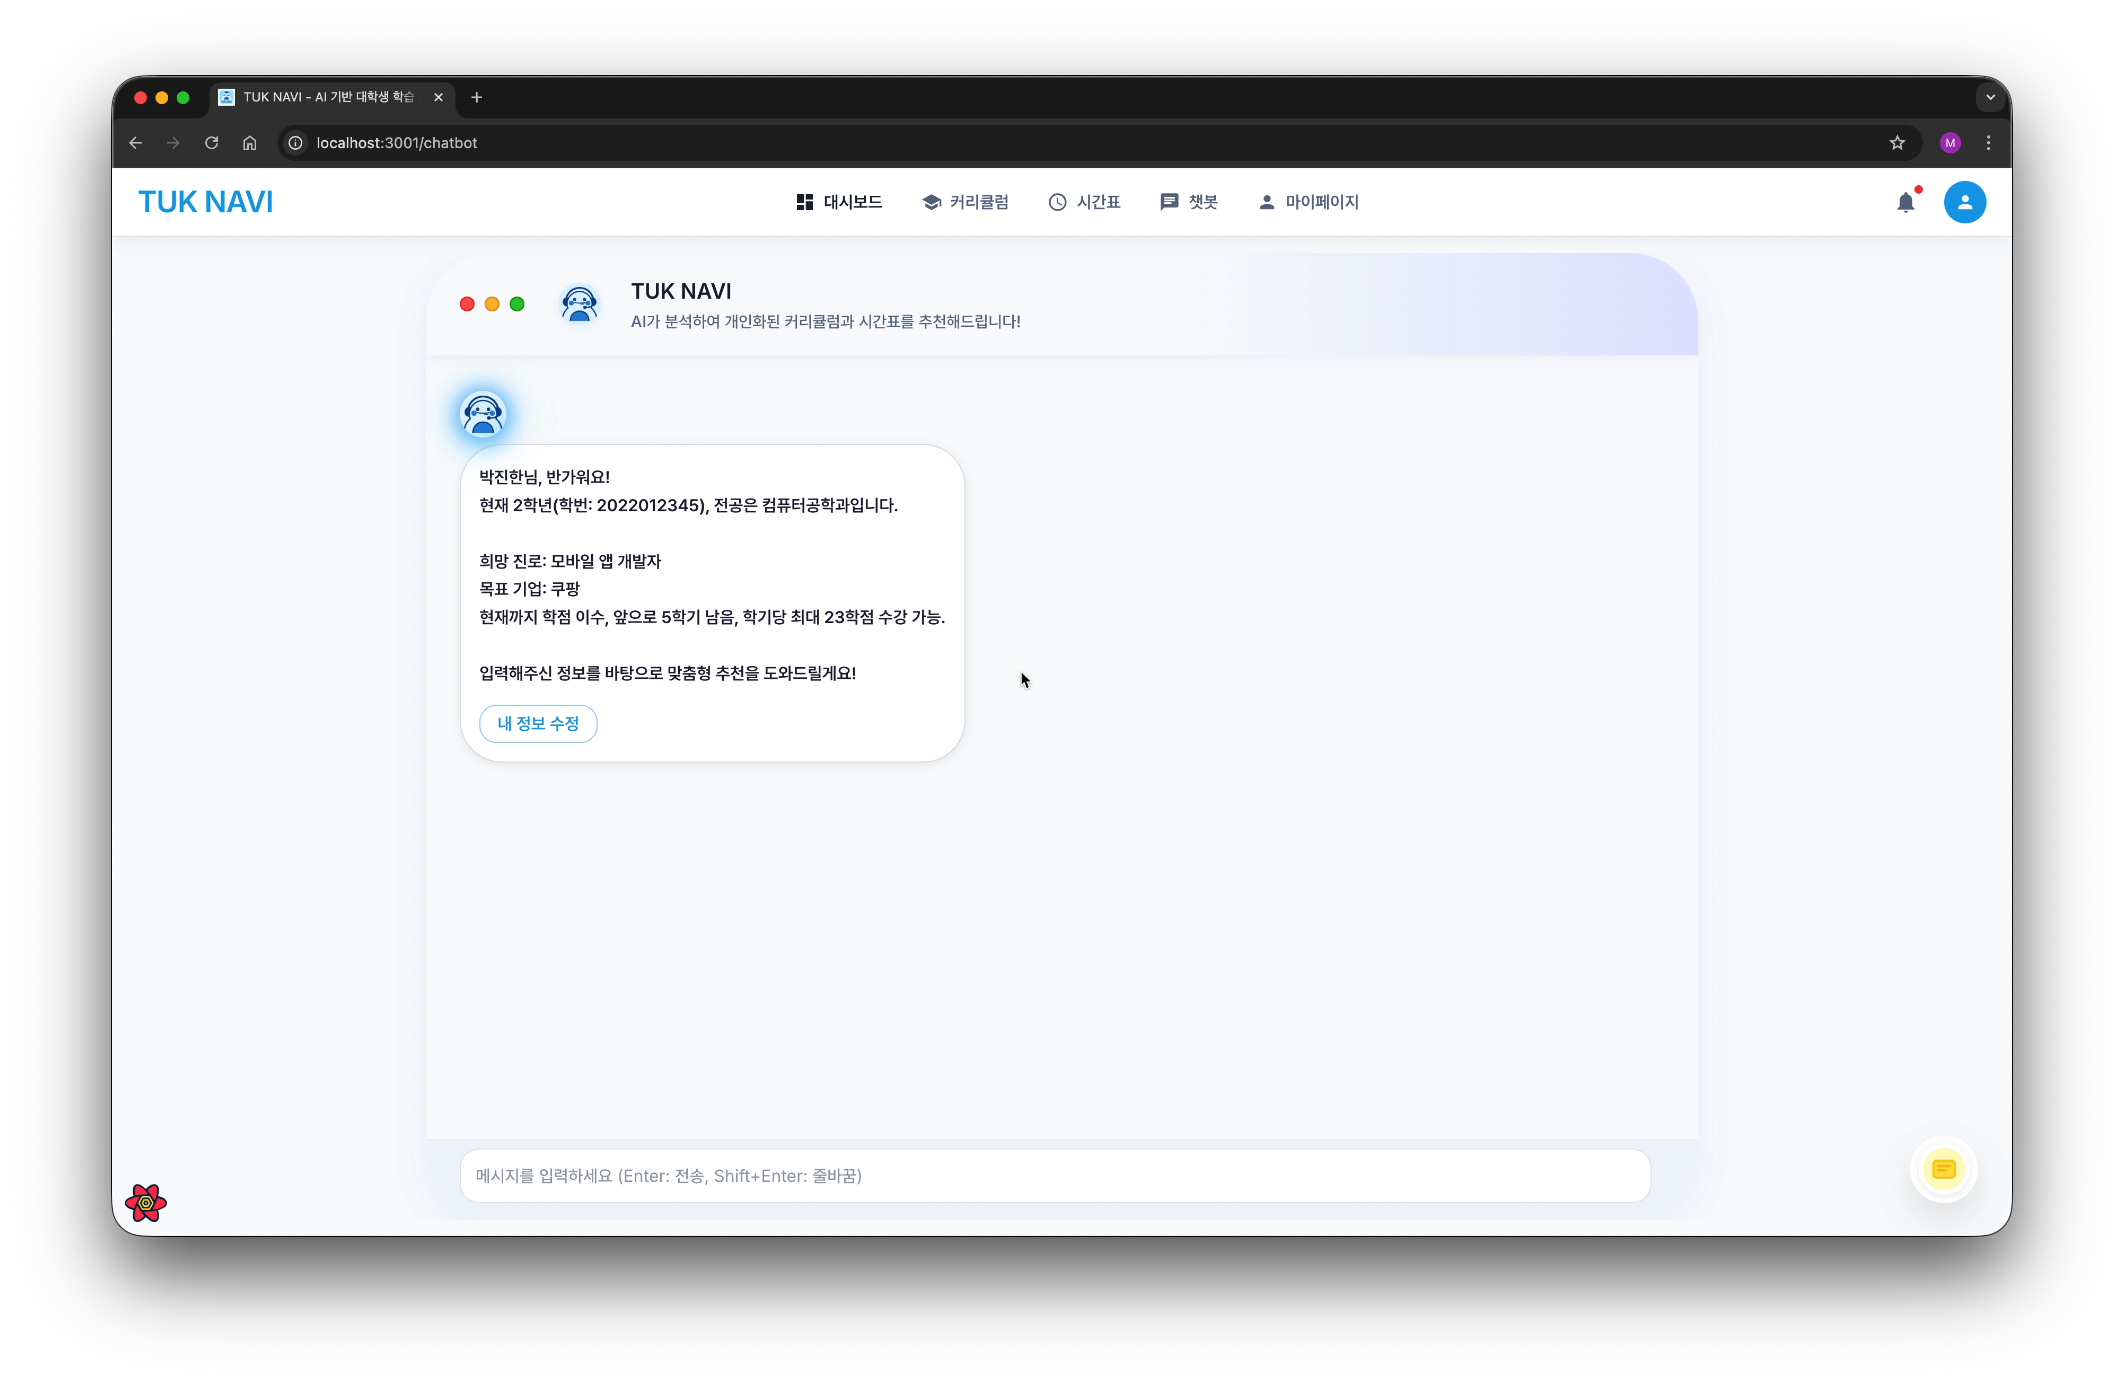 TUK NAVI - AI 기반 대학생 학습
localhost:3001/chatbot
M
TUK NAVI
대시보드
커리큘럼
시간표
챗봇
마이페이지
TUK NAVI
AI가 분석하여 개인화된 커리큘럼과 시간표를 추천해드립니다!
박진한님, 반가워요!
현재 2학년(학번: 2022012345), 전공은 컴퓨터공학과입니다.
희망 진로: 모바일 앱 개발자
목표 기업: 쿠팡
현재까지 학점 이수, 앞으로 5학기 남음, 학기당 최대 23학점 수강 가능.
입력해주신 정보를 바탕으로 맞춤형 추천을 도와드릴게요!
내 정보 수정
메시지를 입력하세요 (Enter: 전송, Shift+Enter: 줄바꿈)